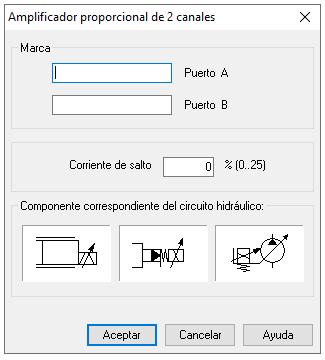 Amplificador proporcional de 2 canales
Marca
Puerto A
Puerto B
Corriente de salto 0 % (0..25)
Componente correspondiente del circuito hidráulico:
Aceptar Cancelar Ayuda